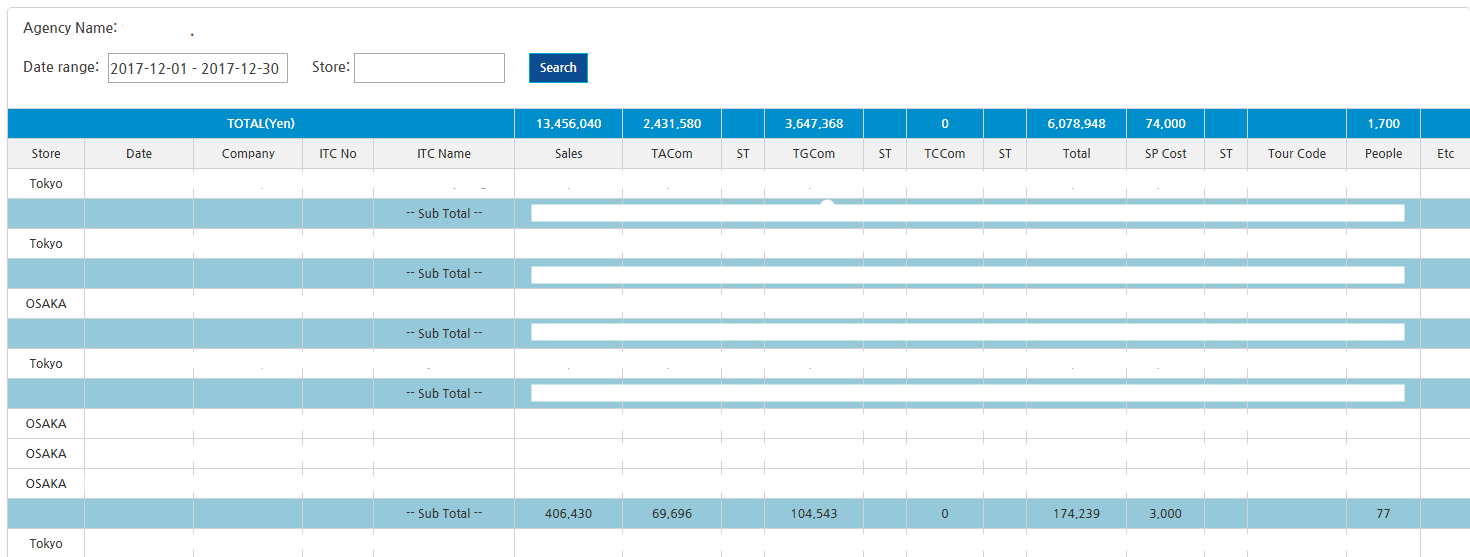 Agency Name:
Date range: 2017-12-01 - 2017-12-30 Store: Search
TOTAL(Yen) 13,456,040 2,431,580 3,647,368 0 6,078,948 74,000 1,700
Store Date Company ITC No ITC Name Sales TACom ST TGCom ST TCCom ST Total SP Cost ST Tour Code People Etc
Tokyo
-- Sub Total --
Tokyo
-- Sub Total --
OSAKA
-- Sub Total --
Tokyo
-- Sub Total --
OSAKA
OSAKA
OSAKA
-- Sub Total -- 406,430 69,696 104,543 0 174,239 3,000 77
Tokyo